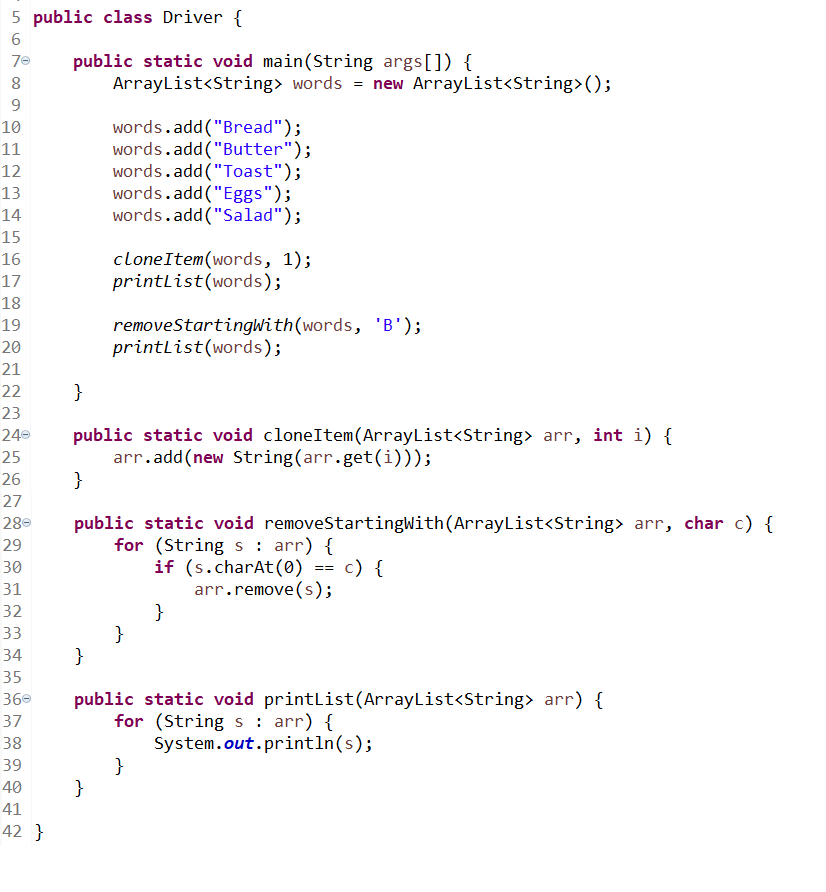 5 public class Driver {
6
7 public static void main(String args[]) {
8 ArrayList<String> words = new ArrayList<String>();
9
10 words.add("Bread");
11 words.add("Butter");
12 words.add("Toast");
13 words.add("Eggs");
14 words.add("Salad");
15
16 cloneItem(words, 1);
17 printList(words);
18
19 removeStartingWith(words, 'B');
20 printList(words);
21
22 }
23
24 public static void cloneItem(ArrayList<String> arr, int i) {
25 arr.add(new String(arr.get(i)));
26 }
27
28 public static void removeStartingWith(ArrayList<String> arr, char c) {
29 for (String s : arr) {
30 if (s.charAt(0) == c) {
31 arr.remove(s);
32 }
33 }
34 }
35
36 public static void printList(ArrayList<String> arr) {
37 for (String s : arr) {
38 System.out.println(s);
39 }
40 }
41
42 }